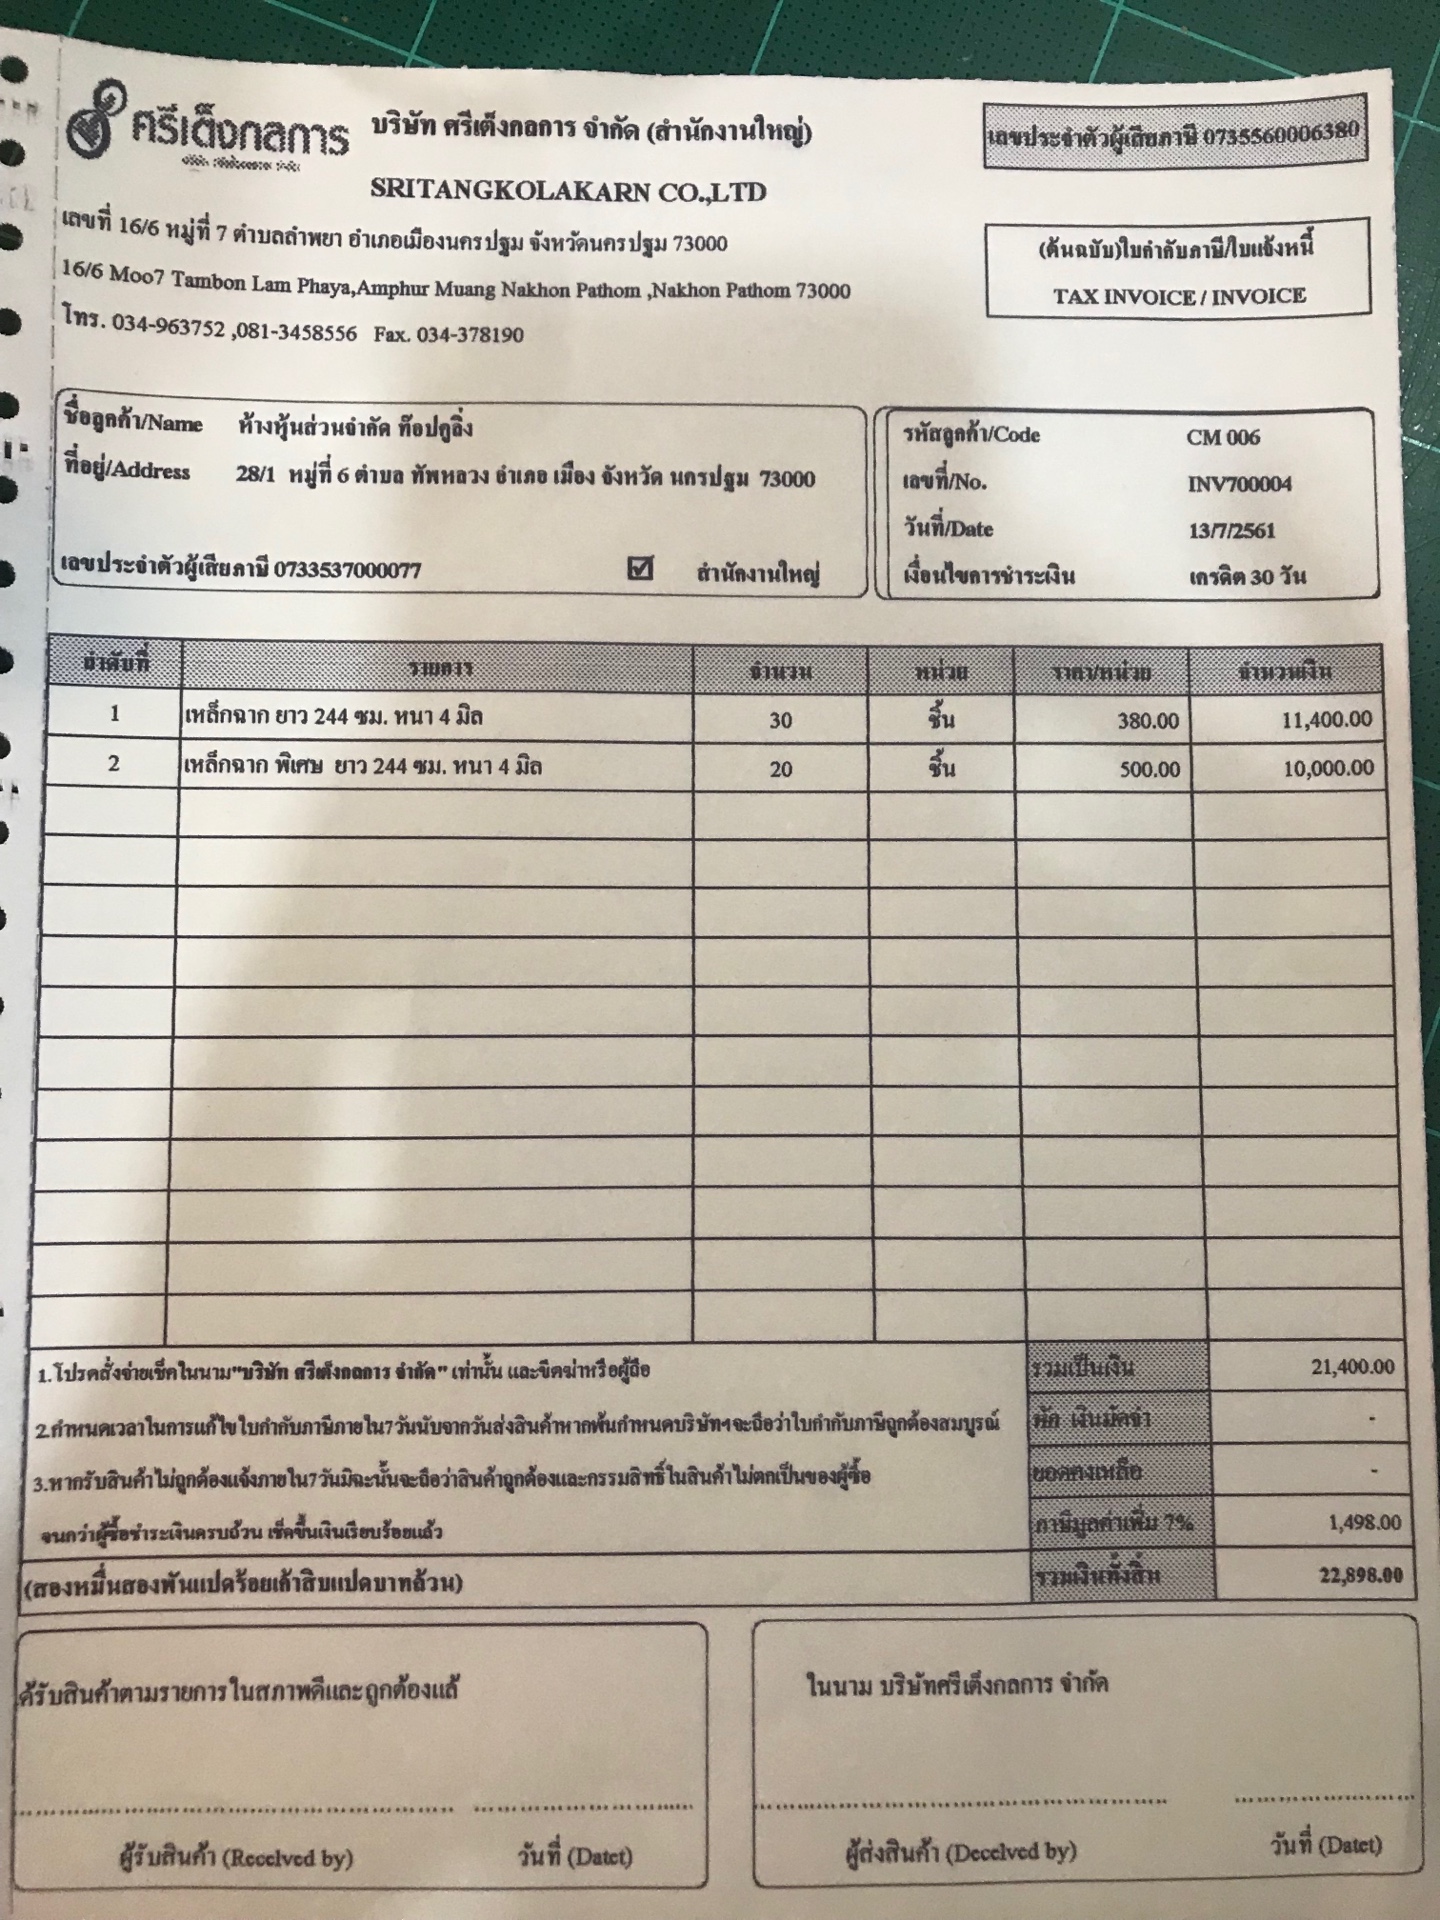 ศรีเต็งกลการ
บริษัท ศรีเต็งกลการ จำกัด (สำนักงานใหญ่)
เลขประจำตัวผู้เสียภาษี 0735560006380
SRITANGKOLAKARN CO.,LTD
เลขที่ 16/6 หมู่ที่ 7 ตำบลลำพยา อำเภอเมืองนครปฐม จังหวัดนครปฐม 73000
16/6 Moo7 Tambon Lam Phaya,Amphur Muang Nakhon Pathom ,Nakhon Pathom 73000
โทร. 034-963752 ,081-3458556 Fax. 034-378190
(ต้นฉบับ)ใบกำกับภาษี/ใบแจ้งหนี้
TAX INVOICE / INVOICE
ชื่อลูกค้า/Name ห้างหุ้นส่วนจำกัด ท๊อปคูลิ่ง
ที่อยู่/Address 28/1 หมู่ที่ 6 ตำบล ทัพหลวง อำเภอ เมือง จังหวัด นครปฐม 73000
เลขประจำตัวผู้เสียภาษี 0733537000077 ☑ สำนักงานใหญ่
รหัสลูกค้า/Code CM 006
เลขที่/No. INV700004
วันที่/Date 13/7/2561
เงื่อนไขการชำระเงิน เครดิต 30 วัน
ลำดับที่ รายการ จำนวน หน่วย ราคา/หน่วย จำนวนเงิน
1 เหล็กฉาก ยาว 244 ซม. หนา 4 มิล 30 ชิ้น 380.00 11,400.00
2 เหล็กฉาก พิเศษ ยาว 244 ซม. หนา 4 มิล 20 ชิ้น 500.00 10,000.00
1.โปรดสั่งจ่ายเช็คในนาม"บริษัท ศรีเต็งกลการ จำกัด" เท่านั้น และขีดฆ่าหรือผู้ถือ
รวมเป็นเงิน 21,400.00
2.กำหนดเวลาในการแก้ไขใบกำกับภาษีภายใน7วันนับจากวันส่งสินค้าหากพ้นกำหนดบริษัทฯจะถือว่าใบกำกับภาษีถูกต้องสมบูรณ์
หัก เงินมัดจำ -
3.หากรับสินค้าไม่ถูกต้องแจ้งภายใน7วันมิฉะนั้นจะถือว่าสินค้าถูกต้องและกรรมสิทธิ์ในสินค้าไม่ตกเป็นของผู้ซื้อ
ยอดคงเหลือ -
จนกว่าผู้ซื้อชำระเงินครบถ้วน เช็คขึ้นเงินเรียบร้อยแล้ว
ภาษีมูลค่าเพิ่ม 7% 1,498.00
(สองหมื่นสองพันแปดร้อยเก้าสิบแปดบาทถ้วน)
รวมเงินทั้งสิ้น 22,898.00
ด้รับสินค้าตามรายการในสภาพดีและถูกต้องแล้
ในนาม บริษัทศรีเต็งกลการ จำกัด
ผู้รับสินค้า (Recelved by) วันที่ (Datet)
ผู้ส่งสินค้า (Decelved by) วันที่ (Datet)